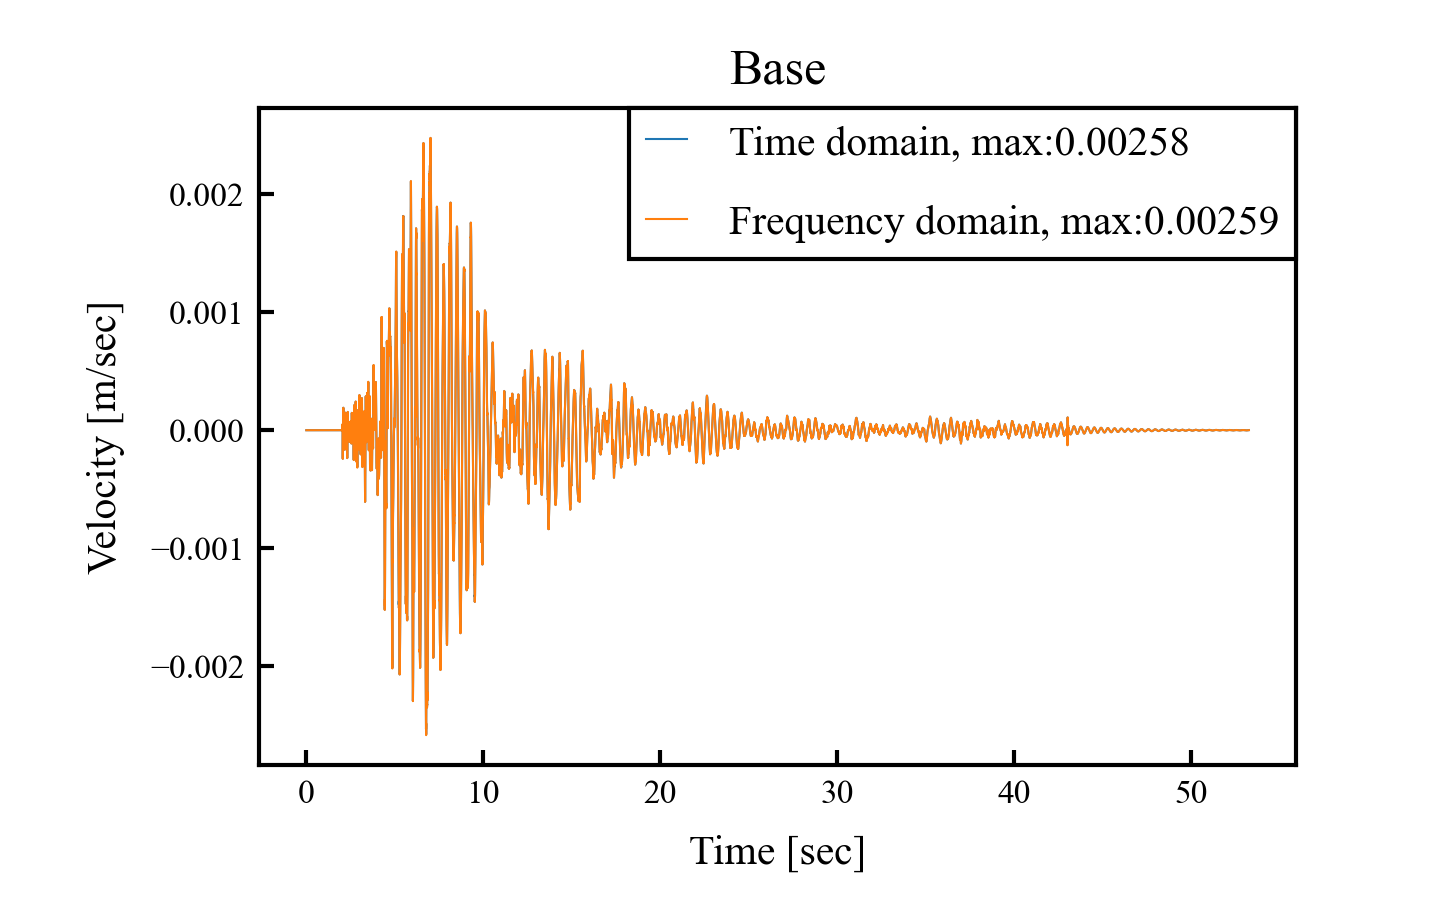 Base
Time domain, max:0.00258
Frequency domain, max:0.00259
0.002
0.001
0.000
−0.001
−0.002
Velocity [m/sec]
0 10 20 30 40 50
Time [sec]